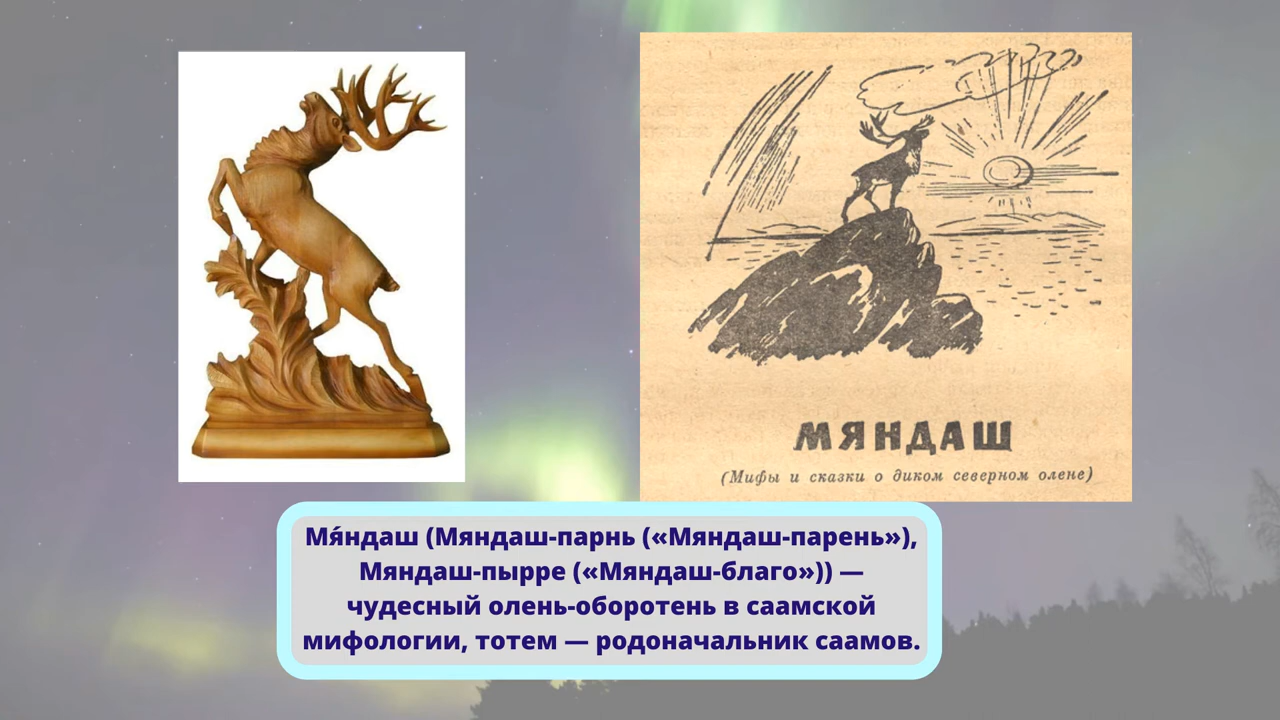 МЯНДАШ
(Мифы и сказки о диком северном олене)
Мя́ндаш (Мяндаш-парнь («Мяндаш-парень»),
Мяндаш-пырре («Мяндаш-благо»)) —
чудесный олень-оборотень в саамской
мифологии, тотем — родоначальник саамов.